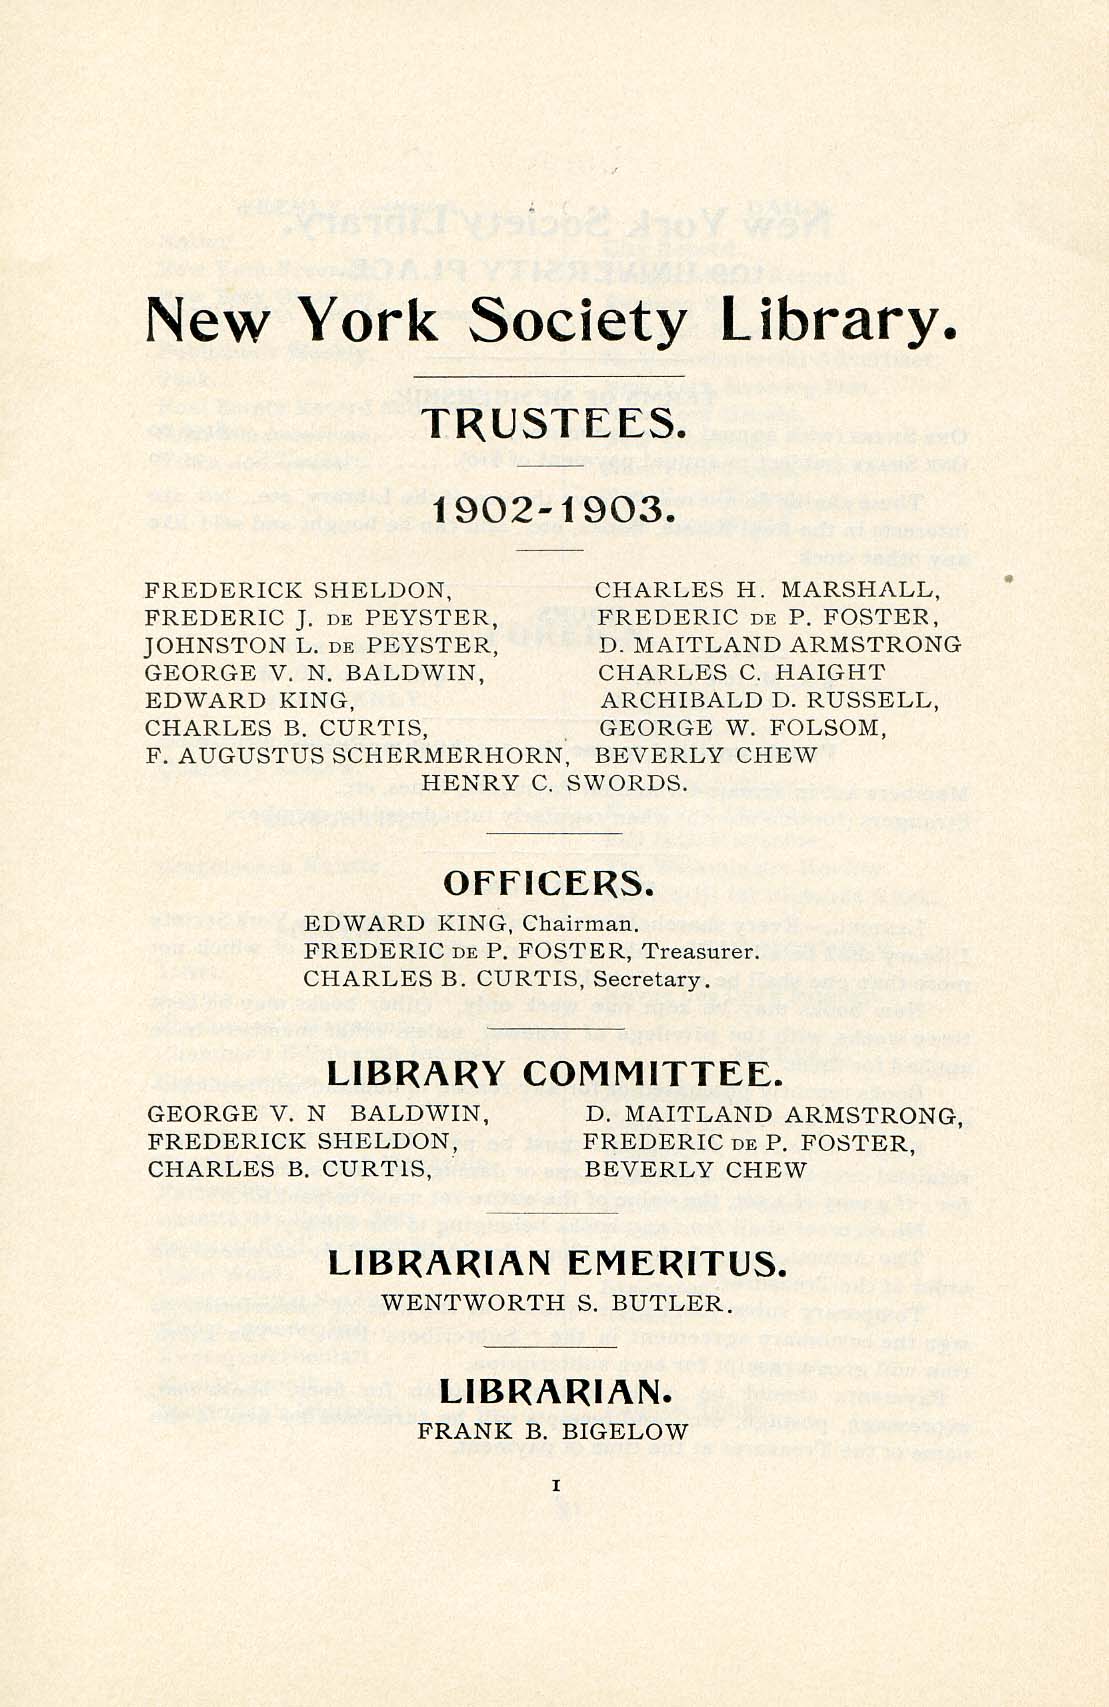 New York Society Library.
TRUSTEES.
1902-1903.
FREDERICK SHELDON,
FREDERIC J. DE PEYSTER,
JOHNSTON L. DE PEYSTER,
GEORGE V. N. BALDWIN,
EDWARD KING,
CHARLES B. CURTIS,
F. AUGUSTUS SCHERMERHORN,
CHARLES H. MARSHALL,
FREDERIC DE P. FOSTER,
D. MAITLAND ARMSTRONG
CHARLES C. HAIGHT
ARCHIBALD D. RUSSELL,
GEORGE W. FOLSOM,
BEVERLY CHEW
HENRY C. SWORDS.
OFFICERS.
EDWARD KING, Chairman.
FREDERIC DE P. FOSTER, Treasurer.
CHARLES B. CURTIS, Secretary.
LIBRARY COMMITTEE.
GEORGE V. N BALDWIN,
FREDERICK SHELDON,
CHARLES B. CURTIS,
D. MAITLAND ARMSTRONG,
FREDERIC DE P. FOSTER,
BEVERLY CHEW
LIBRARIAN EMERITUS.
WENTWORTH S. BUTLER.
LIBRARIAN.
FRANK B. BIGELOW
1